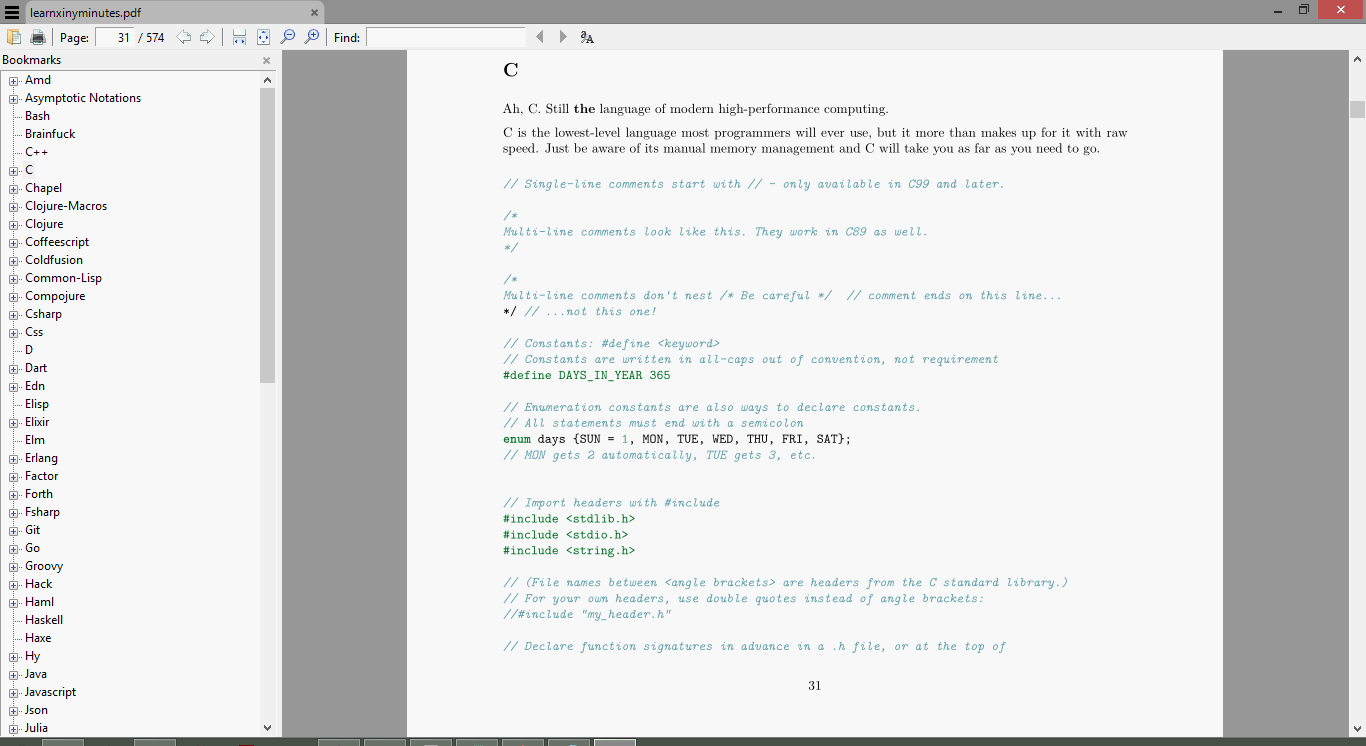 learnxinyminutes.pdf
Page: 31 / 574 Find:
Bookmarks
Amd
Asymptotic Notations
Bash
Brainfuck
C++
C
Chapel
Clojure-Macros
Clojure
Coffeescript
Coldfusion
Common-Lisp
Compojure
Csharp
Css
D
Dart
Edn
Elisp
Elixir
Elm
Erlang
Factor
Forth
Fsharp
Git
Go
Groovy
Hack
Haml
Haskell
Haxe
Hy
Java
Javascript
Json
Julia
C
Ah, C. Still the language of modern high-performance computing.
C is the lowest-level language most programmers will ever use, but it more than makes up for it with raw
speed. Just be aware of its manual memory management and C will take you as far as you need to go.
// Single-line comments start with // - only available in C99 and later.
/*
Multi-line comments look like this. They work in C89 as well.
*/
/*
Multi-line comments don't nest /* Be careful */  // comment ends on this line...
*/ // ...not this one!
// Constants: #define <keyword>
// Constants are written in all-caps out of convention, not requirement
#define DAYS_IN_YEAR 365
// Enumeration constants are also ways to declare constants.
// All statements must end with a semicolon
enum days {SUN = 1, MON, TUE, WED, THU, FRI, SAT};
// MON gets 2 automatically, TUE gets 3, etc.
// Import headers with #include
#include <stdlib.h>
#include <stdio.h>
#include <string.h>
// (File names between <angle brackets> are headers from the C standard library.)
// For your own headers, use double quotes instead of angle brackets:
//#include "my_header.h"
// Declare function signatures in advance in a .h file, or at the top of
31